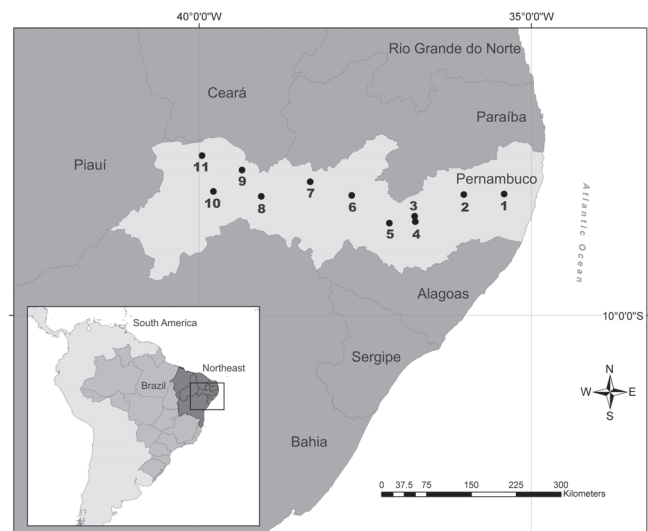 40°0'0"W
35°0'0"W
Rio Grande do Norte
Ceará
Paraíba
Piauí
Pernambuco
11
9
10
8
7
6
3
4
5
2
1
Atlantic Ocean
Alagoas
10°0'0"S
South America
Northeast
Brazil
Sergipe
Bahia
N
W E
S
0 37.5 75 150 225 300
Kilometers